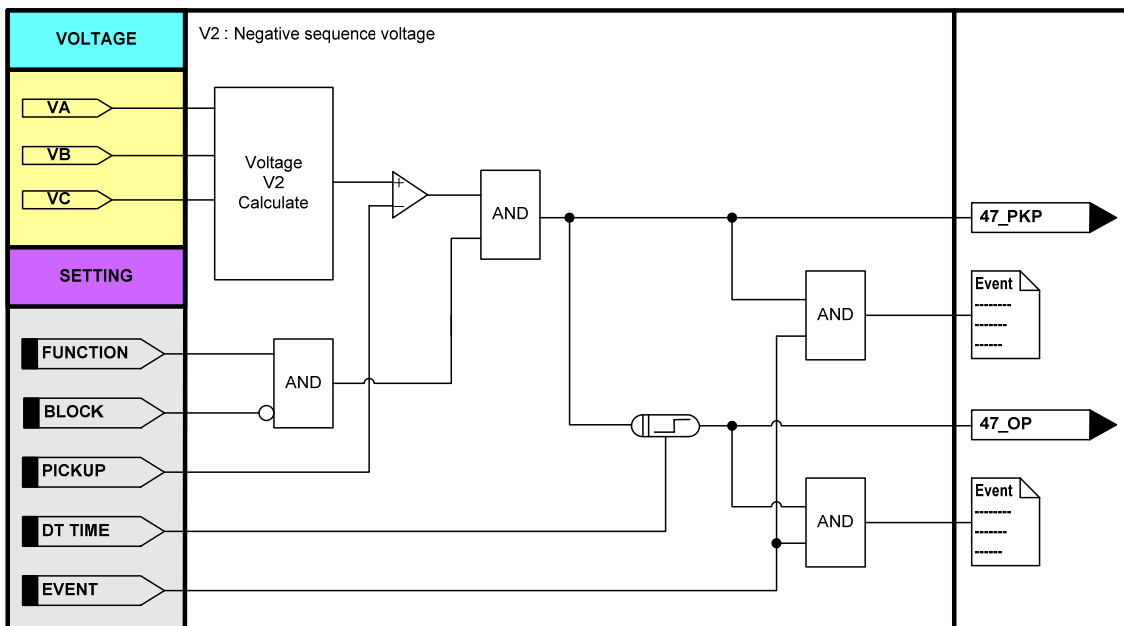 VOLTAGE
V2 : Negative sequence voltage
VA
VB
VC
Voltage
V2
Calculate
+
−
AND
47_PKP
SETTING
Event
--------
-------
------
AND
FUNCTION
AND
BLOCK
47_OP
PICKUP
Event
--------
-------
------
AND
DT TIME
EVENT